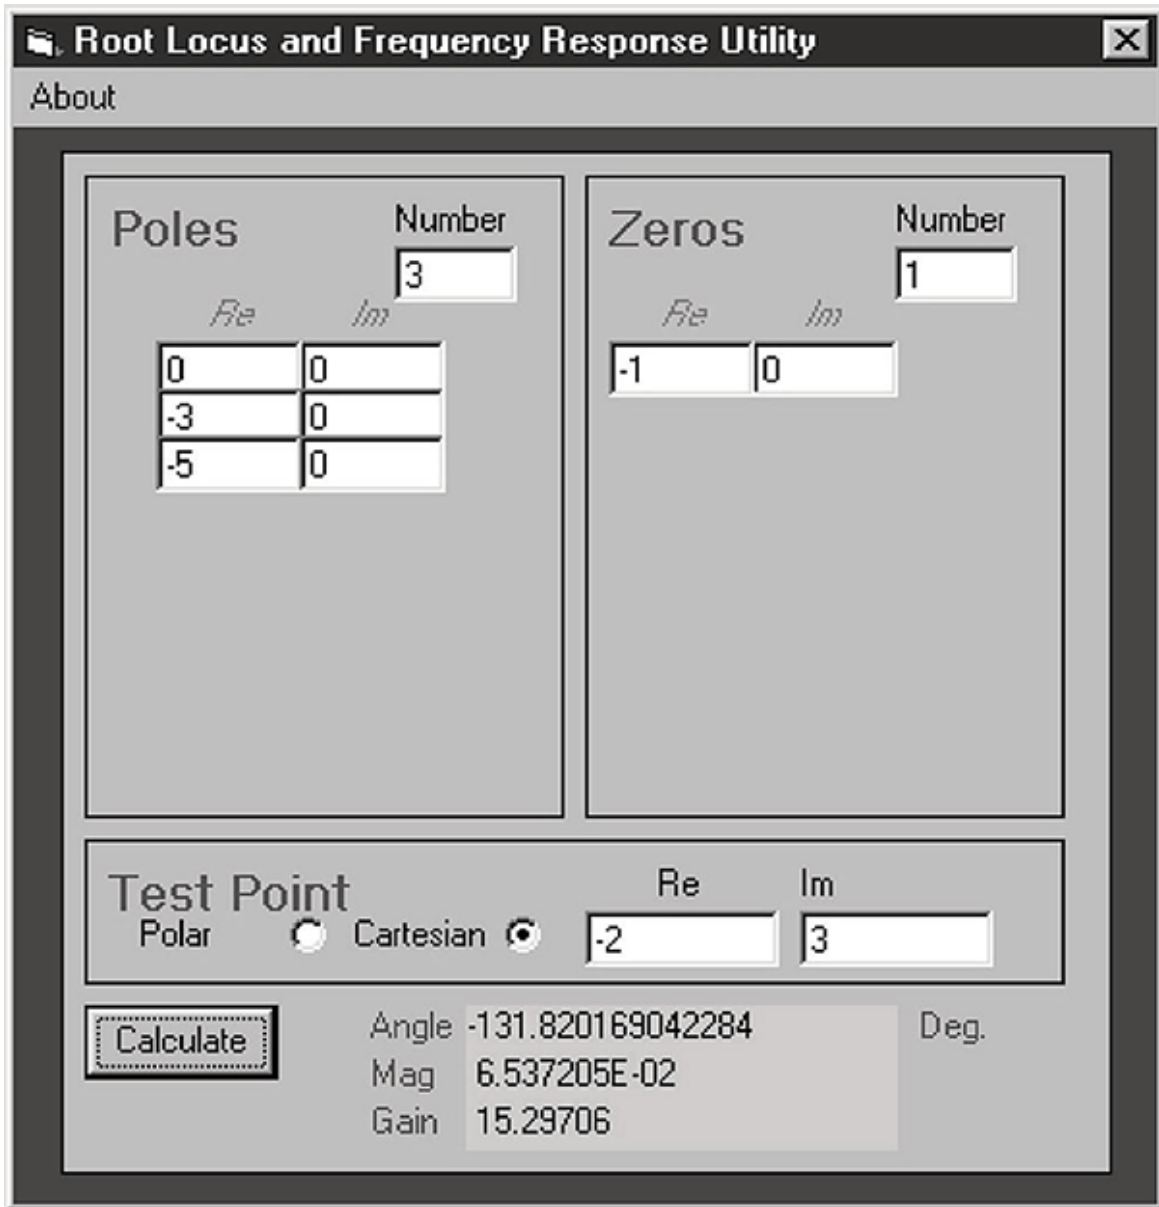 Root Locus and Frequency Response Utility
About
Poles
Number
3
Re Im
0 0
-3 0
-5 0
Zeros
Number
1
Re Im
-1 0
Test Point
Polar Cartesian
Re Im
-2 3
Calculate
Angle -131.820169042284 Deg.
Mag 6.537205E-02
Gain 15.29706